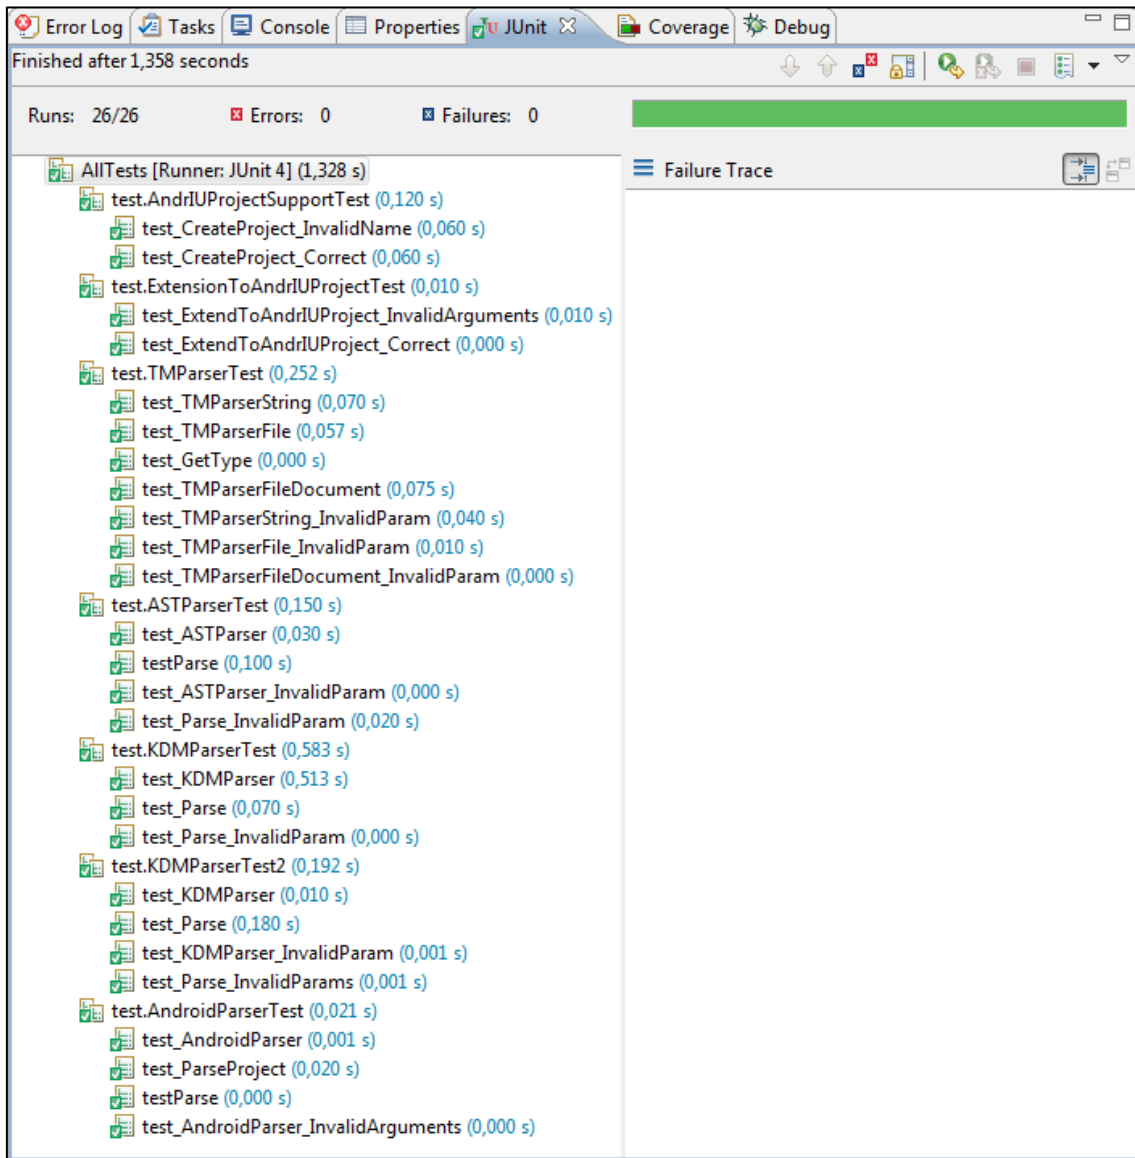 Error Log Tasks Console Properties JUnit Coverage Debug
Finished after 1,358 seconds
Runs: 26/26 Errors: 0 Failures: 0
AllTests [Runner: JUnit 4] (1,328 s)
Failure Trace
test.AndrIUProjectSupportTest (0,120 s)
test_CreateProject_InvalidName (0,060 s)
test_CreateProject_Correct (0,060 s)
test.ExtensionToAndrIUProjectTest (0,010 s)
test_ExtendToAndrIUProject_InvalidArguments (0,010 s)
test_ExtendToAndrIUProject_Correct (0,000 s)
test.TMParserTest (0,252 s)
test_TMParserString (0,070 s)
test_TMParserFile (0,057 s)
test_GetType (0,000 s)
test_TMParserFileDocument (0,075 s)
test_TMParserString_InvalidParam (0,040 s)
test_TMParserFile_InvalidParam (0,010 s)
test_TMParserFileDocument_InvalidParam (0,000 s)
test.ASTParserTest (0,150 s)
test_ASTParser (0,030 s)
testParse (0,100 s)
test_ASTParser_InvalidParam (0,000 s)
test_Parse_InvalidParam (0,020 s)
test.KDMParserTest (0,583 s)
test_KDMParser (0,513 s)
test_Parse (0,070 s)
test_Parse_InvalidParam (0,000 s)
test.KDMParserTest2 (0,192 s)
test_KDMParser (0,010 s)
test_Parse (0,180 s)
test_KDMParser_InvalidParam (0,001 s)
test_Parse_InvalidParams (0,001 s)
test.AndroidParserTest (0,021 s)
test_AndroidParser (0,001 s)
test_ParseProject (0,020 s)
testParse (0,000 s)
test_AndroidParser_InvalidArguments (0,000 s)